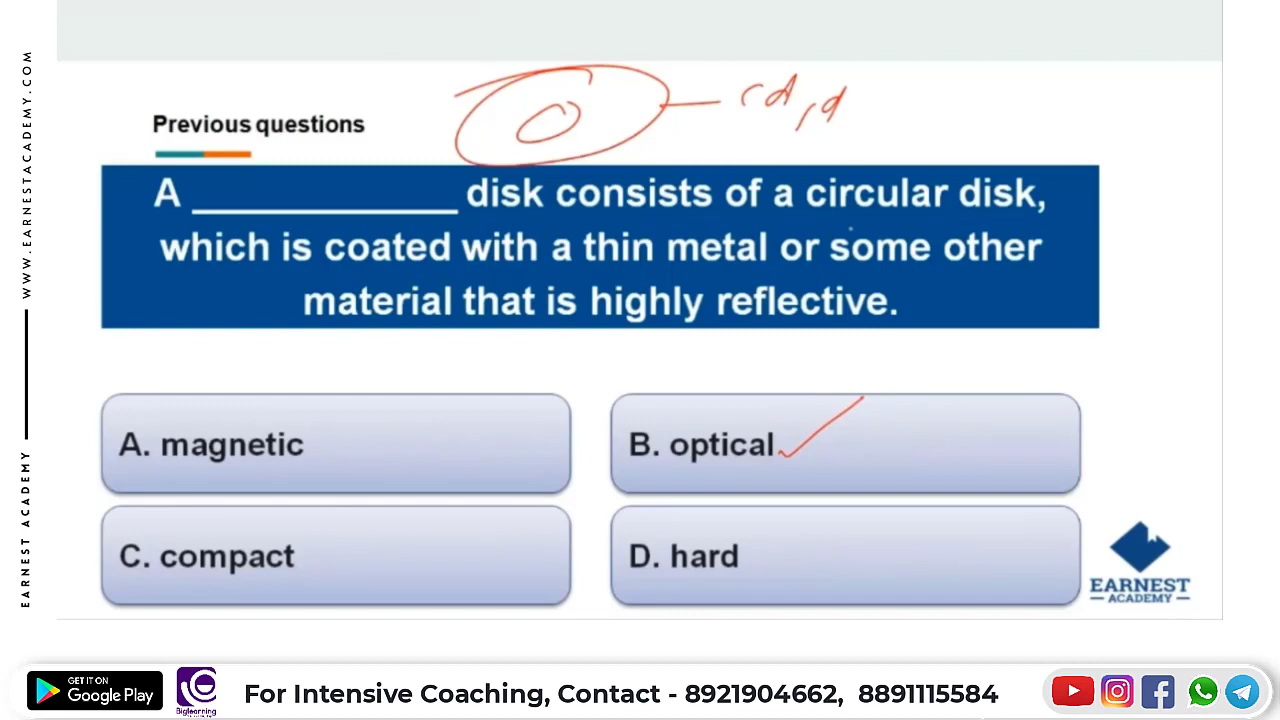 WWW.EARNESTACADEMY.COM
EARNEST ACADEMY
Previous questions
A ____________ disk consists of a circular disk,
which is coated with a thin metal or some other
material that is highly reflective.
A. magnetic
B. optical
C. compact
D. hard
EARNEST
ACADEMY
GET IT ON
Google Play
Biglearning
For Intensive Coaching, Contact - 8921904662, 8891115584